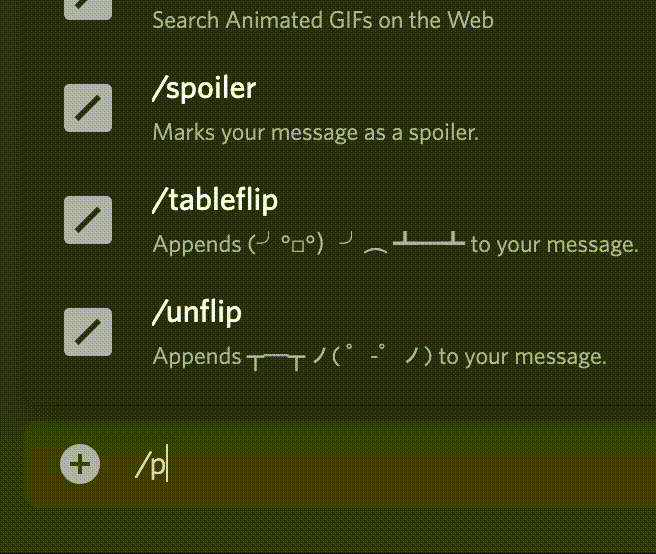 Search Animated GIFs on the Web
/spoiler
Marks your message as a spoiler.
/tableflip
Appends (╯°□°)╯︵ ┻━┻ to your message.
/unflip
Appends ┬─┬ノ( ゜-゜ノ) to your message.
/p